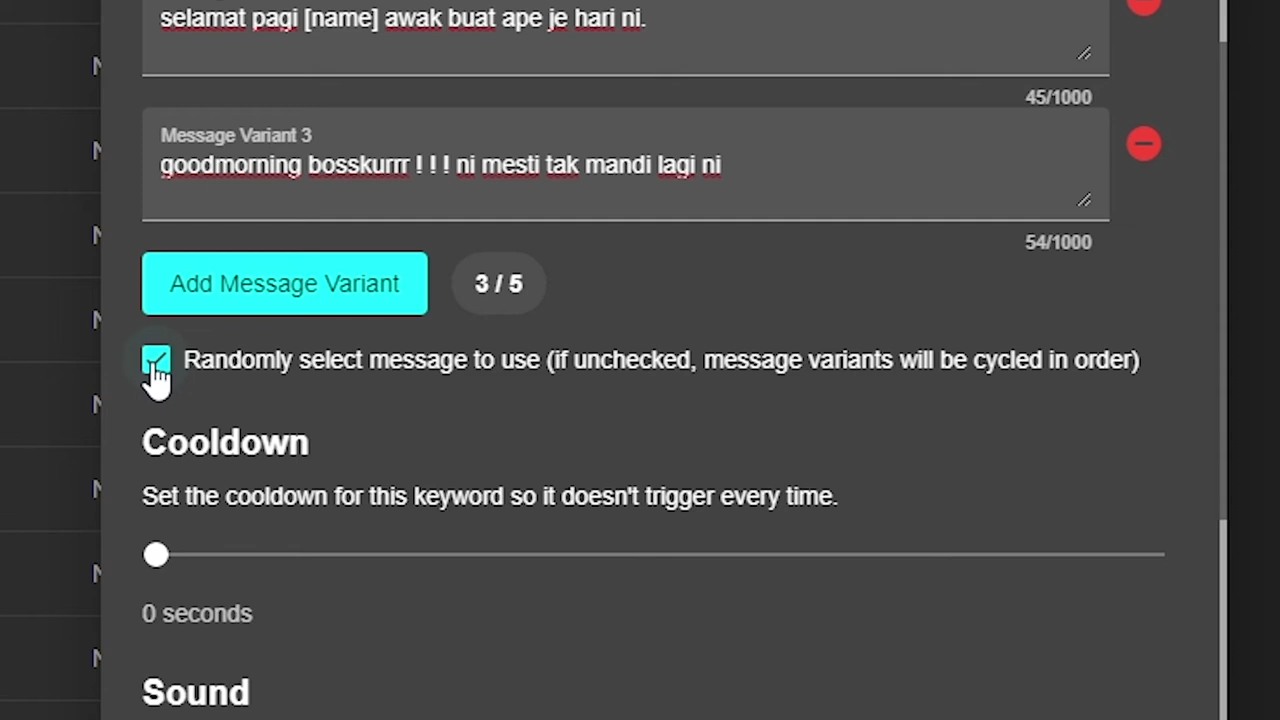 selamat pagi [name] awak buat ape je hari ni.
45/1000
Message Variant 3
goodmorning bosskurrr ! ! ! ni mesti tak mandi lagi ni
54/1000
Add Message Variant
3 / 5
Randomly select message to use (if unchecked, message variants will be cycled in order)
Cooldown
Set the cooldown for this keyword so it doesn't trigger every time.
0 seconds
Sound